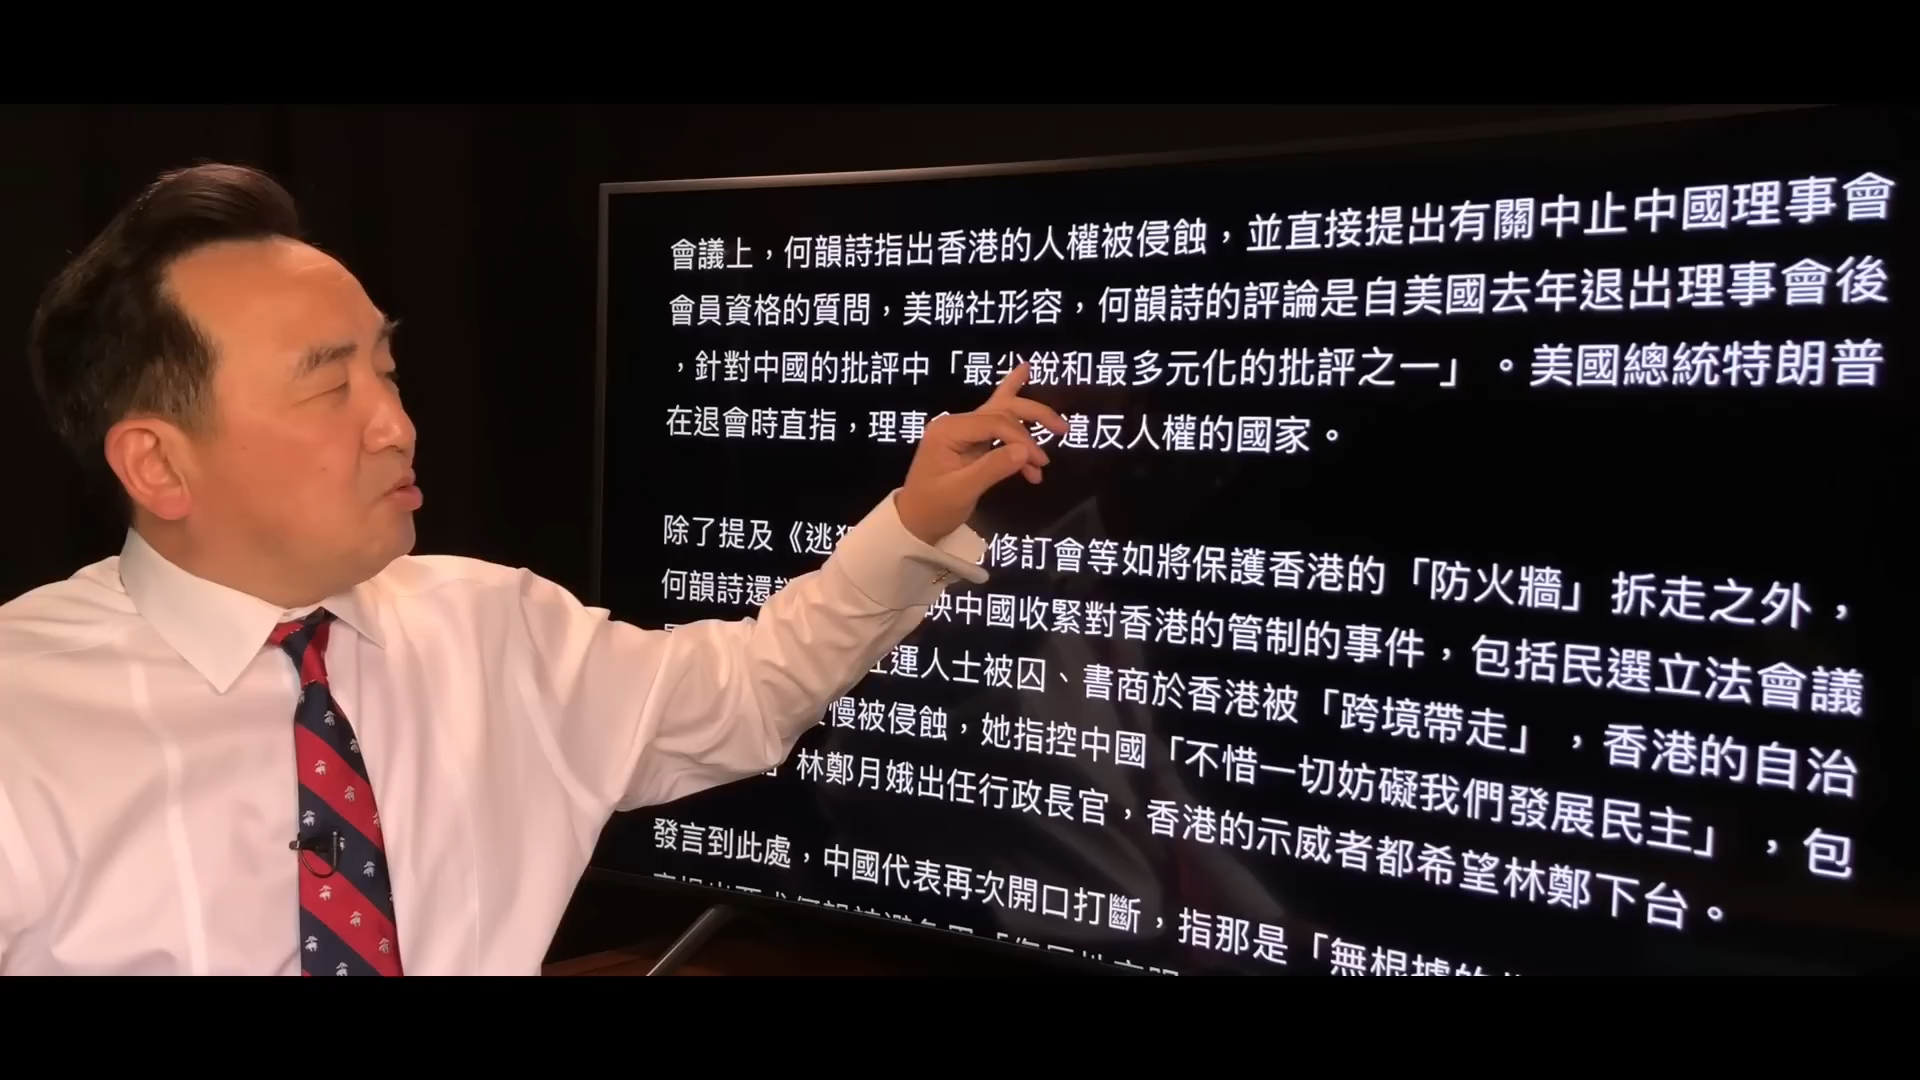 會議上，何韻詩指出香港的人權被侵蝕，並直接提出有關中止中國理事會
會員資格的質問，美聯社形容，何韻詩的評論是自美國去年退出理事會後
，針對中國的批評中「最尖銳和最多元化的批評之一」。美國總統特朗普
在退會時直指，理事 多違反人權的國家。
除了提及《逃 修訂會等如將保護香港的「防火牆」拆走之外，
何韻詩還 映中國收緊對香港的管制的事件，包括民選立法會議
社運人士被囚、書商於香港被「跨境帶走」，香港的自治
慢被侵蝕，她指控中國「不惜一切妨礙我們發展民主」，包
」林鄭月娥出任行政長官，香港的示威者都希望林鄭下台。
發言到此處，中國代表再次開口打斷，指那是「無根據的